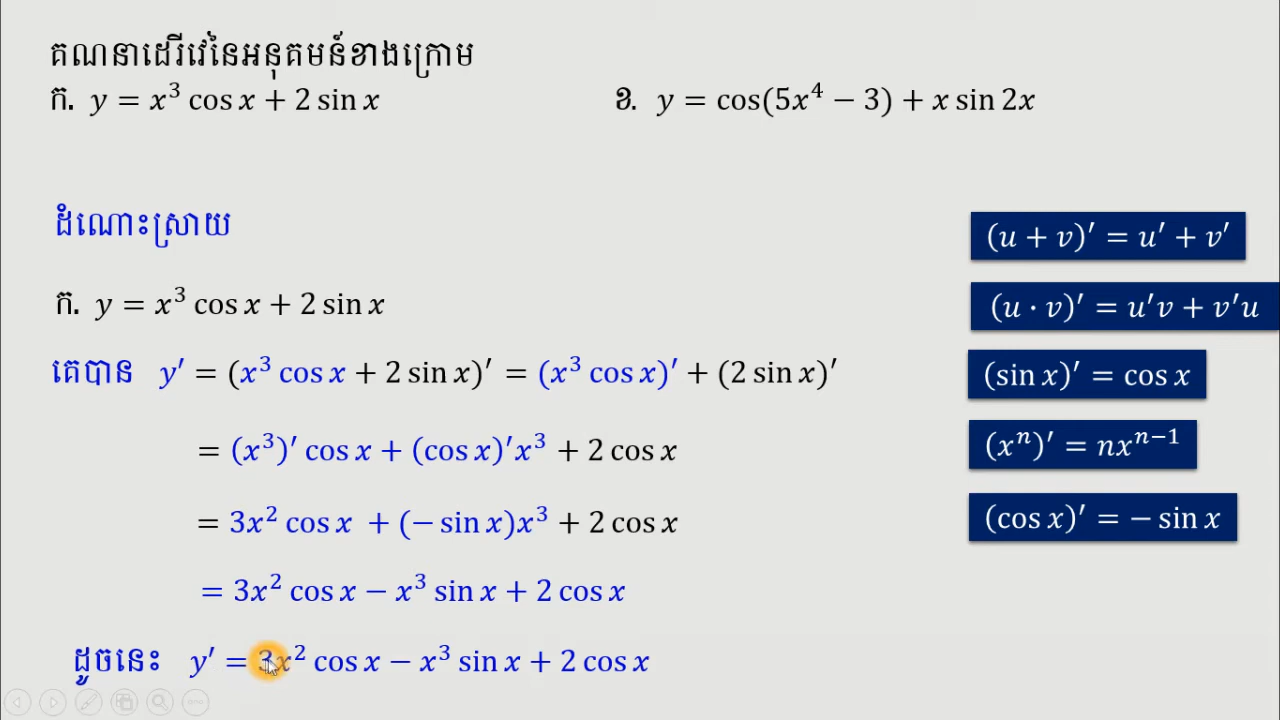 គណនាដេរីវេនៃអនុគមន៍ខាងក្រោម
ក. y = x³ cos x + 2 sin x
ខ. y = cos(5x⁴ − 3) + x sin 2x
ដំណោះស្រាយ
ក. y = x³ cos x + 2 sin x
គេបាន y′ = (x³ cos x + 2 sin x)′ = (x³ cos x)′ + (2 sin x)′
= (x³)′ cos x + (cos x)′x³ + 2 cos x
= 3x² cos x + (− sin x)x³ + 2 cos x
= 3x² cos x − x³ sin x + 2 cos x
ដូចនេះ y′ = 3x² cos x − x³ sin x + 2 cos x
(u + v)′ = u′ + v′
(u · v)′ = u′v + v′u
(sin x)′ = cos x
(xⁿ)′ = nxⁿ⁻¹
(cos x)′ = − sin x